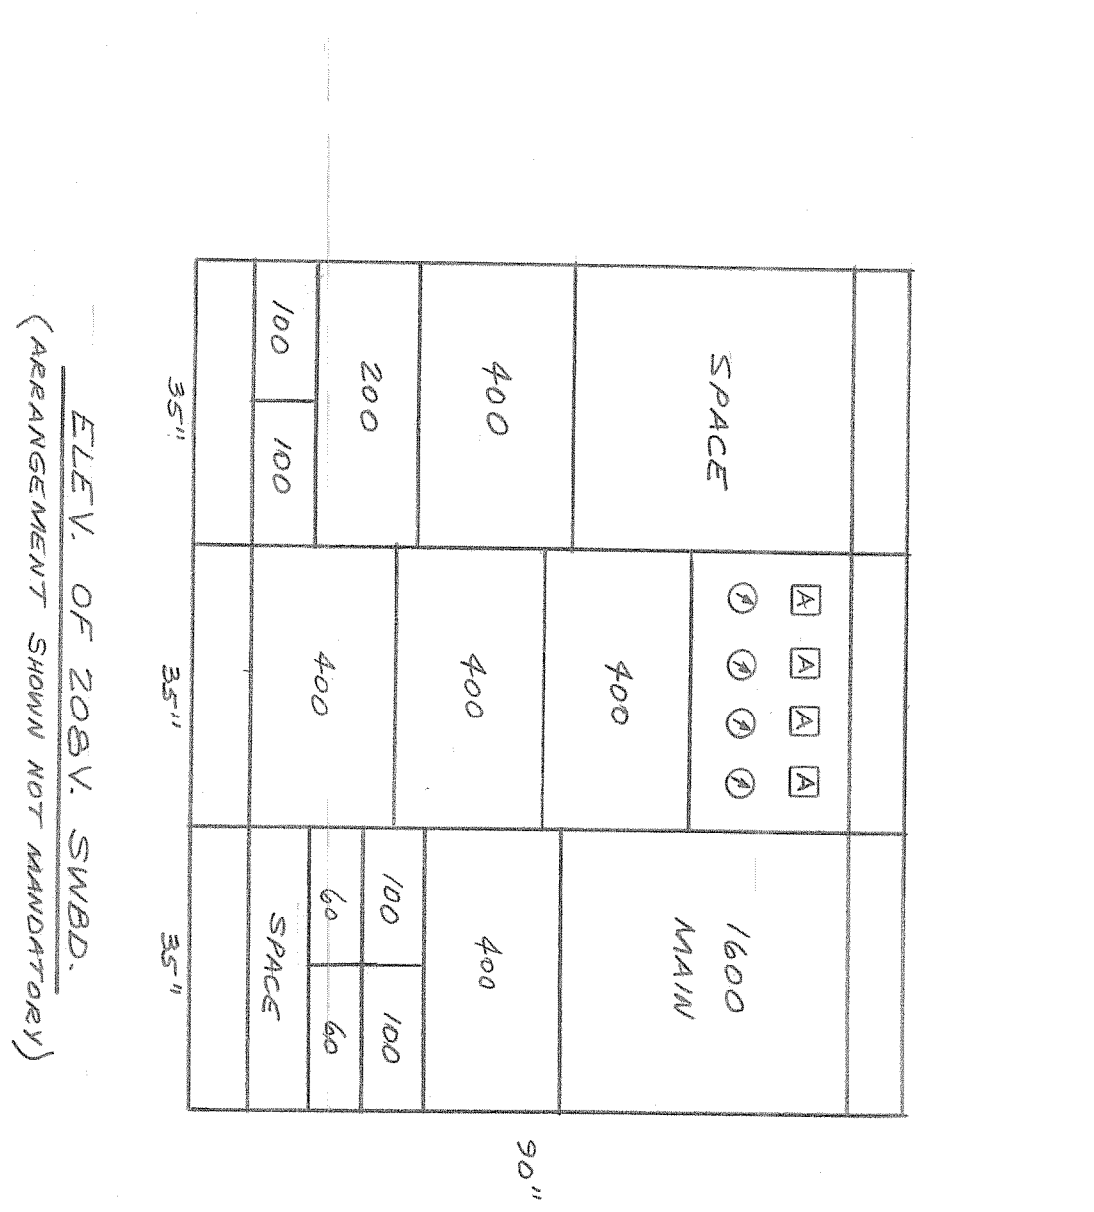 SPACE
400
200
100 100
35"
A A A A
400
400
400
35"
1600
MAIN
400
100 100
60 60
SPACE
35"
90"
ELEV. OF 208V. SWBD.
(ARRANGEMENT SHOWN NOT MANDATORY)